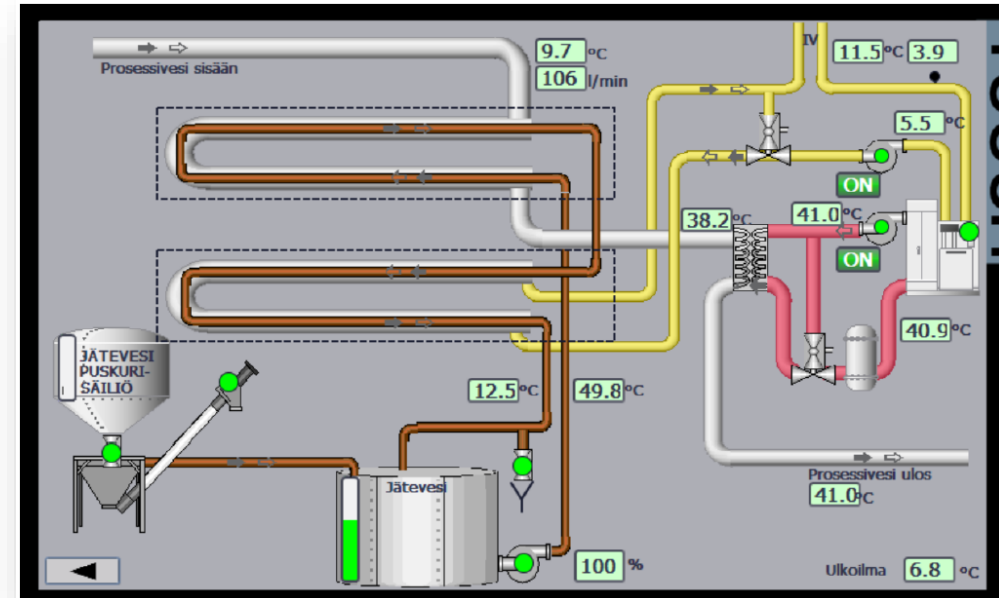 Prosessivesi sisään
9.7 °C
106 l/min
IV
11.5 °C 3.9
5.5 °C
ON
38.2 °C
41.0 °C
ON
40.9 °C
JÄTEVESI
PUSKURI-
SÄILIÖ
12.5 °C
49.8 °C
Jätevesi
Prosessivesi ulos
41.0 °C
100 %
Ulkoilma 6.8 °C